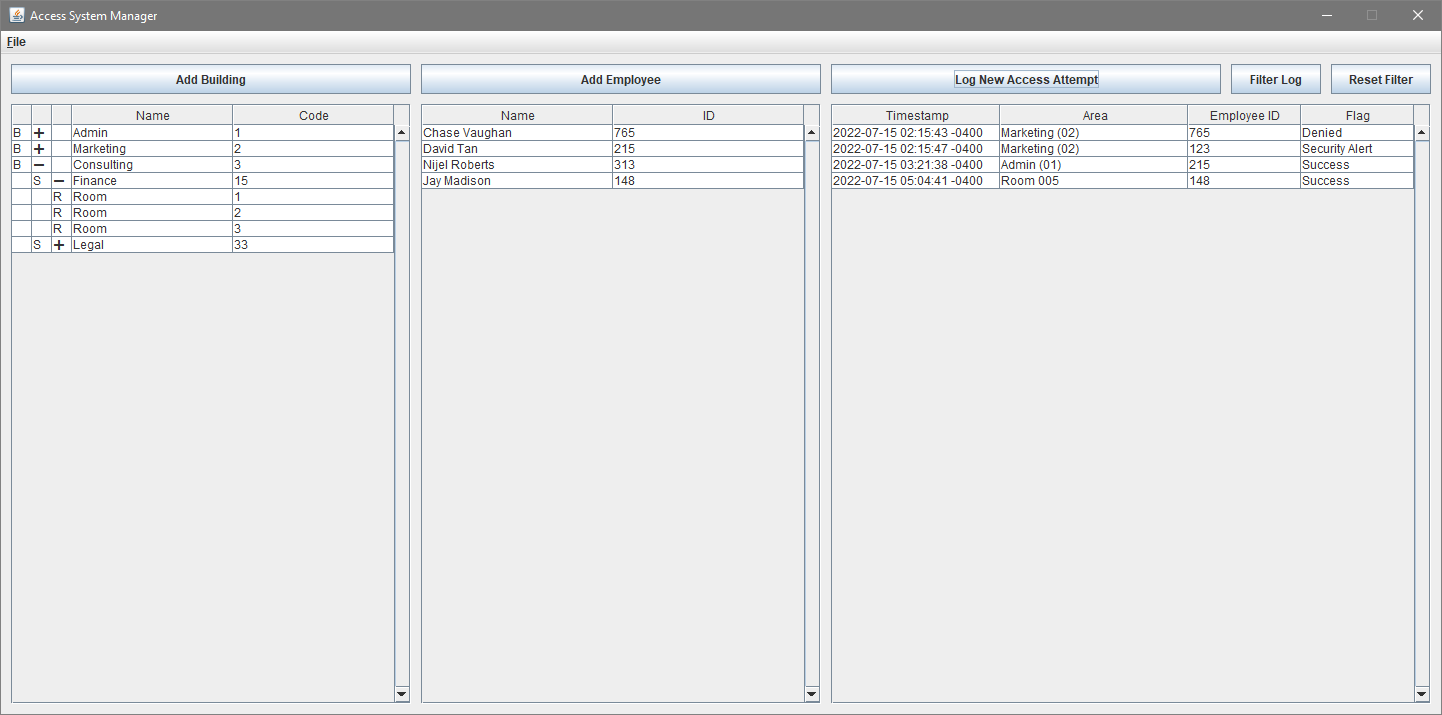 Access System Manager
File
Add Building
Add Employee
Log New Access Attempt
Filter Log
Reset Filter
Name Code
B + Admin 1
B + Marketing 2
B − Consulting 3
S − Finance 15
R Room 1
R Room 2
R Room 3
S + Legal 33
Name ID
Chase Vaughan 765
David Tan 215
Nijel Roberts 313
Jay Madison 148
Timestamp Area Employee ID Flag
2022-07-15 02:15:43 -0400 Marketing (02) 765 Denied
2022-07-15 02:15:47 -0400 Marketing (02) 123 Security Alert
2022-07-15 03:21:38 -0400 Admin (01) 215 Success
2022-07-15 05:04:41 -0400 Room 005 148 Success